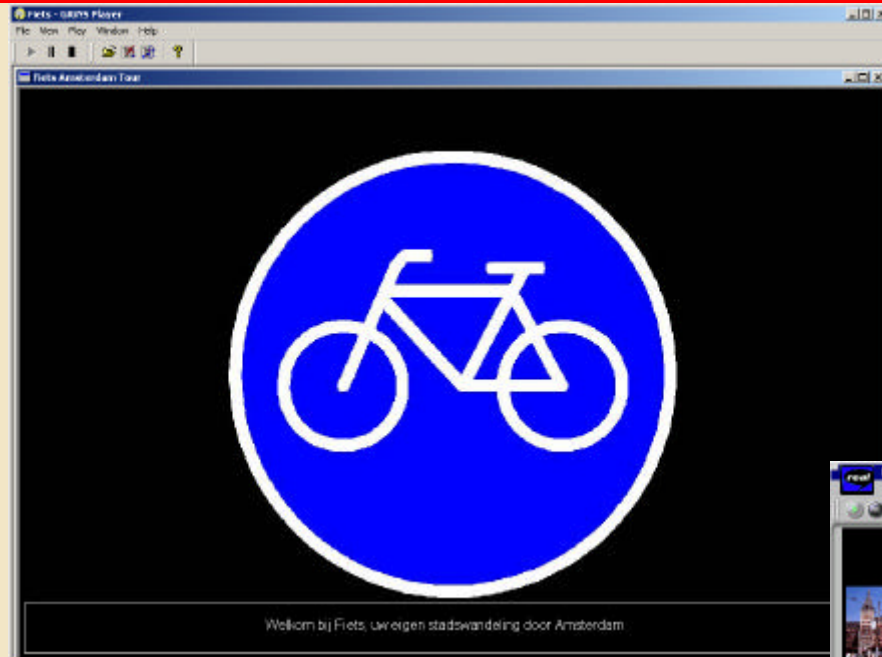 Fiets - GRiNS Player
File View Play Window Help
Fiets Amsterdam Tour
Welkom bij Fiets, uw eigen stadswandeling door Amsterdam
real